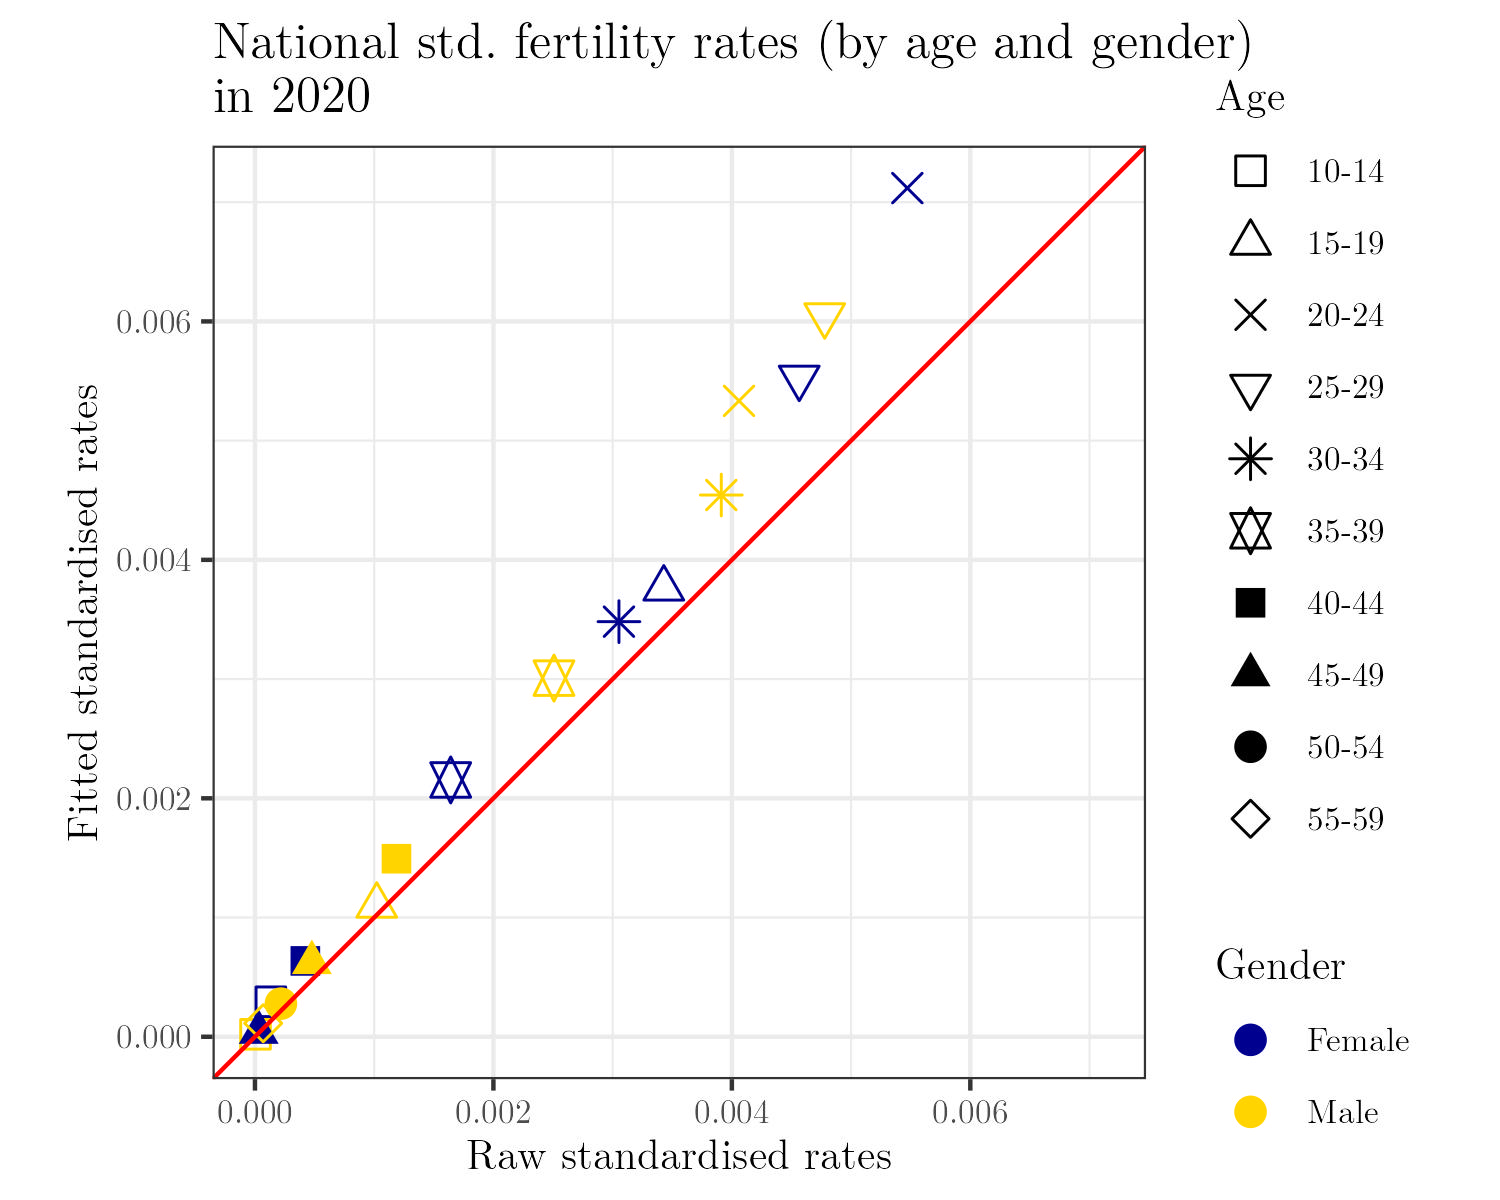 National std. fertility rates (by age and gender)
in 2020
Fitted standardised rates
0.006
0.004
0.002
0.000
0.000 0.002 0.004 0.006
Raw standardised rates
Age
10-14
15-19
20-24
25-29
30-34
35-39
40-44
45-49
50-54
55-59
Gender
Female
Male